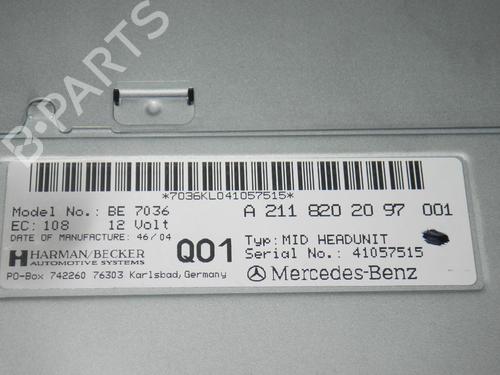 B-PARTS
*7036KL041057515*
Model No.: BE 7036
A 211 820 20 97 001
EC: 108 12 Volt
DATE OF MANUFACTURE: 46/04
Q01
Typ: MID HEADUNIT
HARMAN/BECKER
AUTOMOTIVE SYSTEMS
Serial No.: 41057515
PO-Box 742260 76303 Karlsbad, Germany
Mercedes-Benz